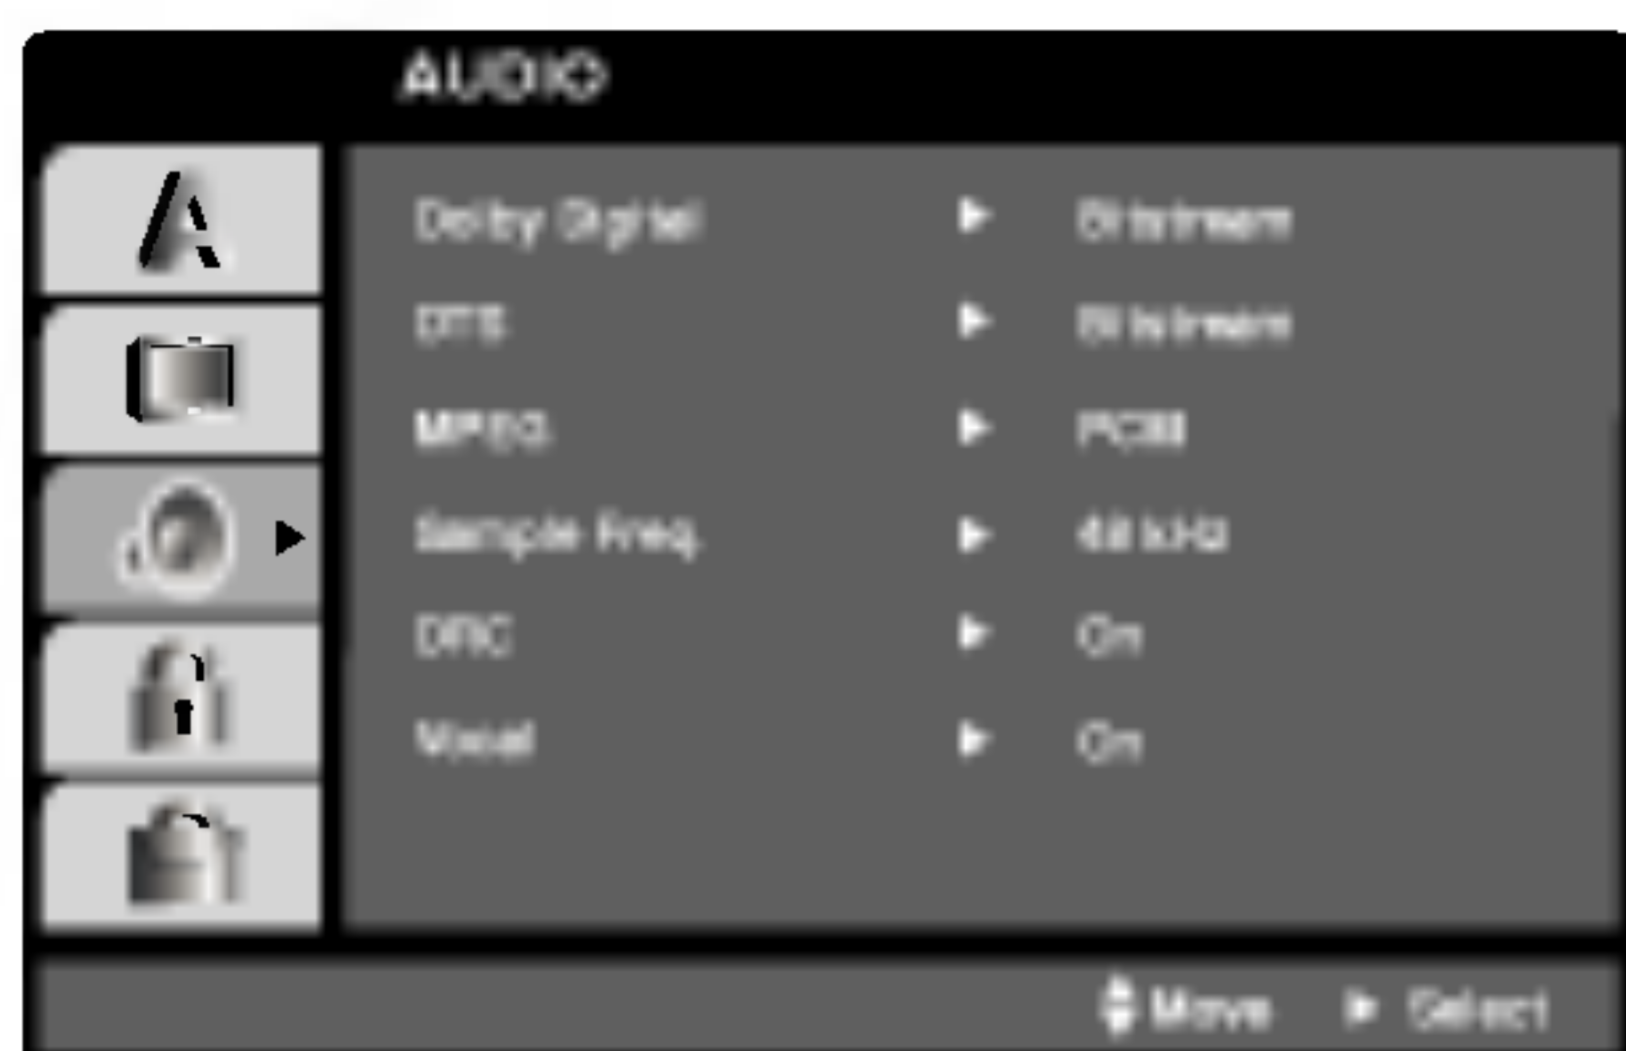 AUDIO
Dolby Digital Bitstream
DTS Bitstream
MPEG PCM
Sample Freq. 48 kHz
DRC On
Vocal On
Move Select